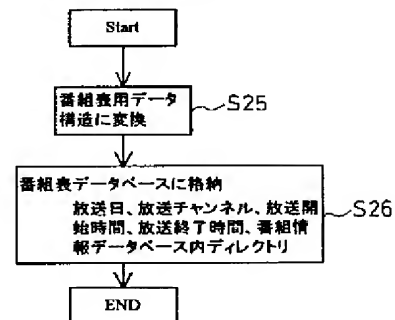 Start
番組表用データ
構造に変換
S25
番組表データベースに格納
放送日、放送チャンネル、放送開
始時間、放送終了時間、番組情
報データベース内ディレクトリ
S26
END